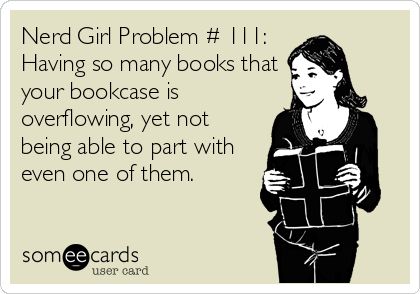 Nerd Girl Problem # 111:
Having so many books that
your bookcase is
overflowing, yet not
being able to part with
even one of them.
someecards
user card